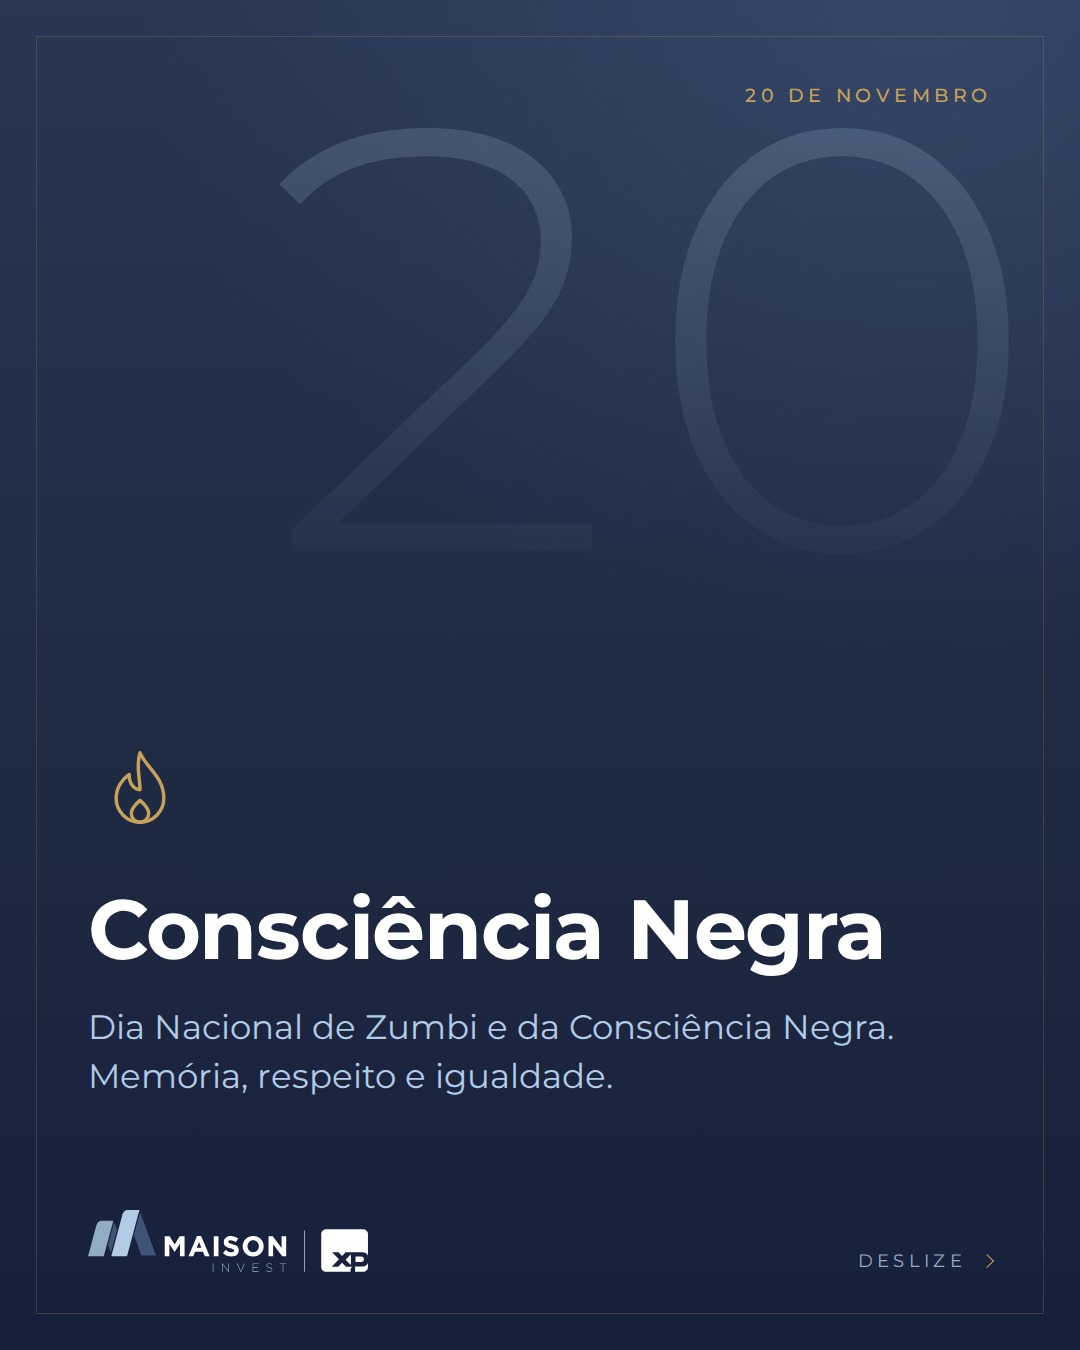 20 DE NOVEMBRO
20
Consciência Negra
Dia Nacional de Zumbi e da Consciência Negra.
Memória, respeito e igualdade.
MAISON
INVEST
xp
DESLIZE